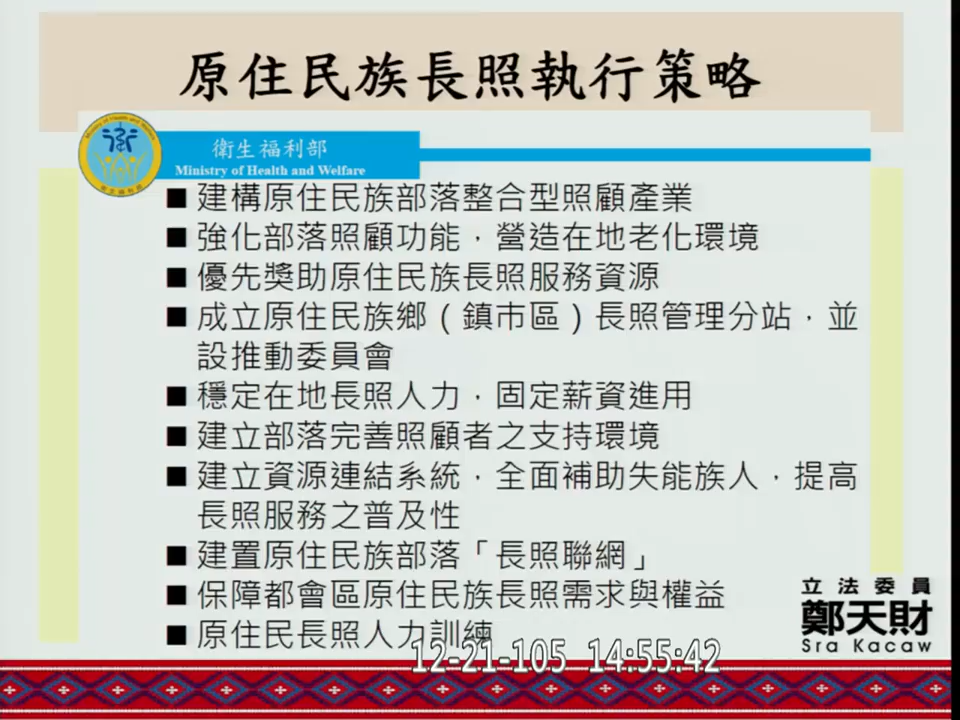 原住民族長照執行策略
衛生福利部
Ministry of Health and Welfare
■ 建構原住民族部落整合型照顧產業
■ 強化部落照顧功能，營造在地老化環境
■ 優先獎助原住民族長照服務資源
■ 成立原住民族鄉（鎮市區）長照管理分站，並
設推動委員會
■ 穩定在地長照人力，固定薪資進用
■ 建立部落完善照顧者之支持環境
■ 建立資源連結系統，全面補助失能族人，提高
長照服務之普及性
■ 建置原住民族部落「長照聯網」
■ 保障都會區原住民族長照需求與權益
■ 原住民長照人力訓練
立法委員
鄭天財
Sra Kacaw
12-21-105 14:55:42